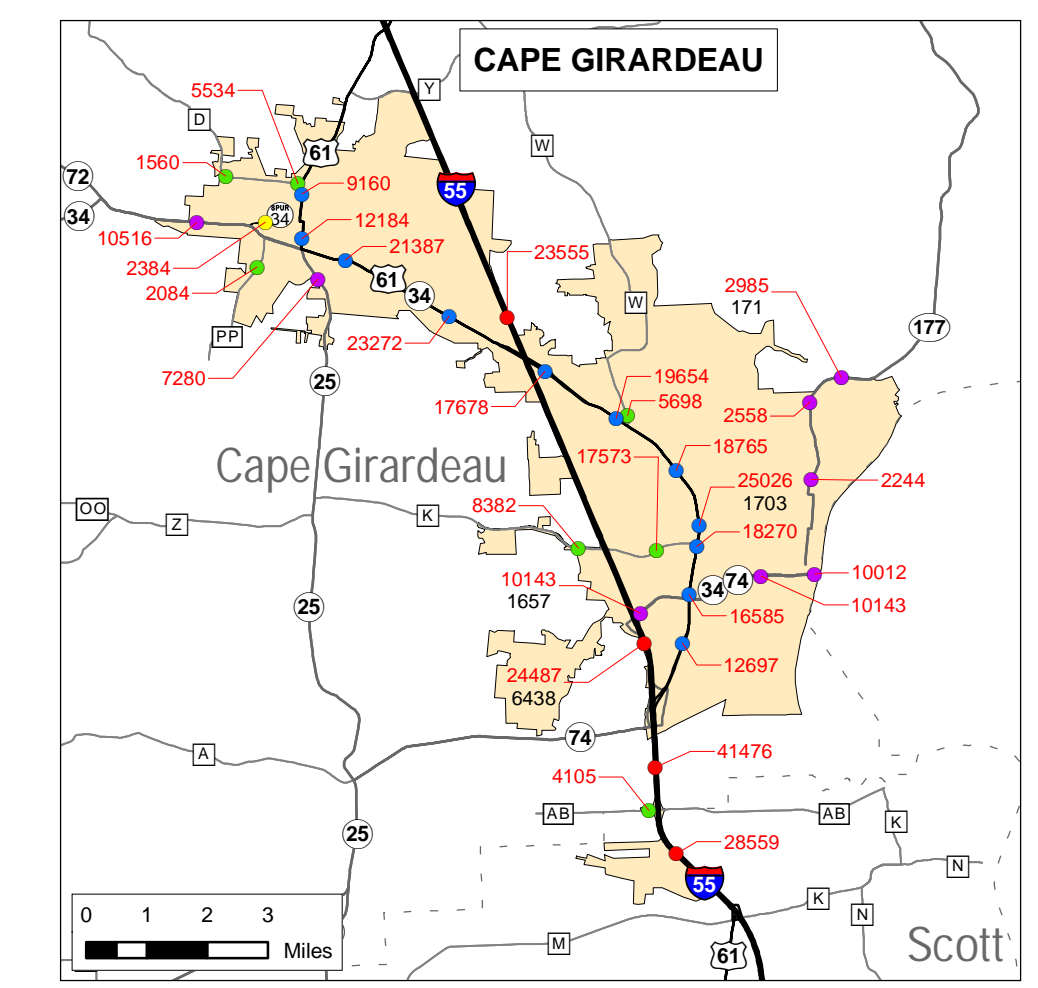 CAPE GIRARDEAU
5534
Y
D
W
61
1560
72
9160
55
SPUR
34
34
12184
10516
21387
23555
2384
61
2985
2084
34
171
W
PP
177
23272
7280
25
19654
17678
5698
2558
Cape Girardeau
17573
18765
25026
2244
8382
1703
OO
Z
K
18270
10143
34
74
10012
1657
10143
25
16585
24487
12697
6438
74
A
41476
4105
AB
AB
K
25
28559
N
55
K
0 1 2 3
N
Miles
M
61
Scott